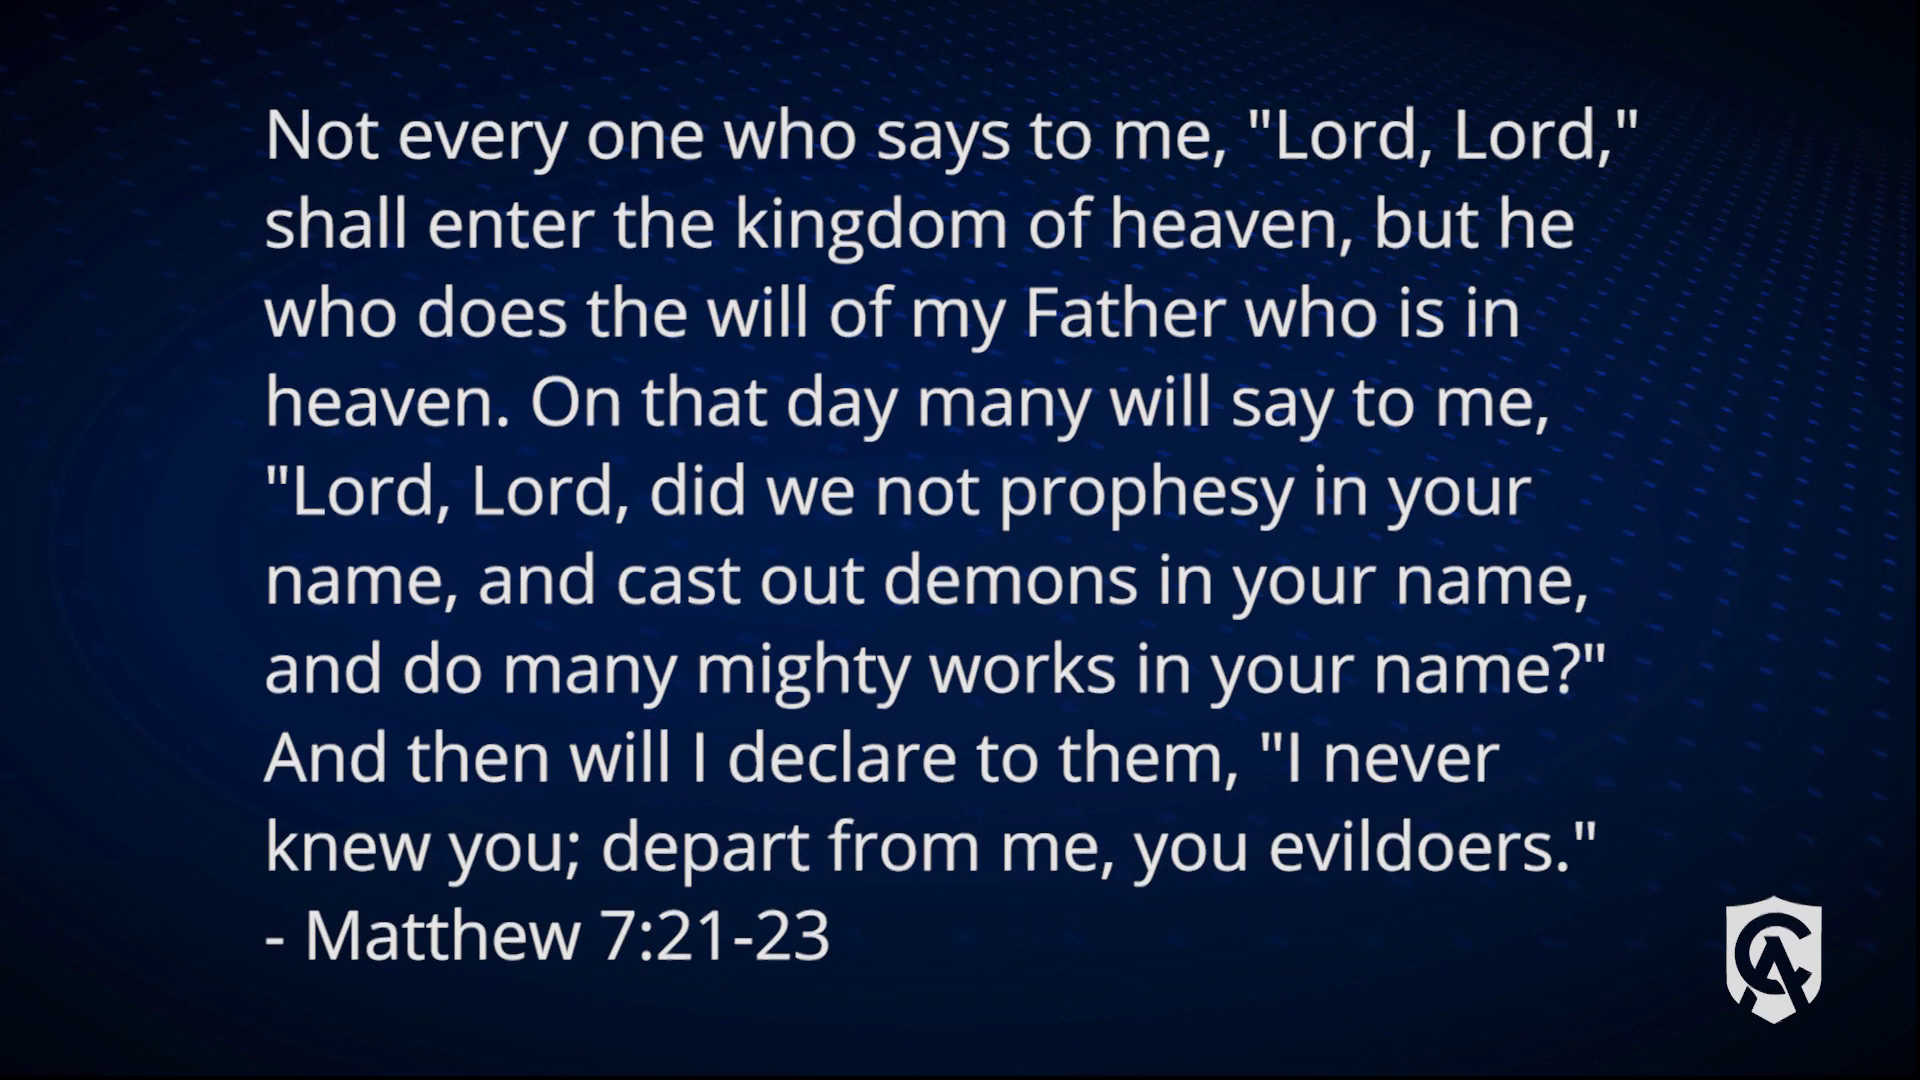 Not every one who says to me, "Lord, Lord,"
shall enter the kingdom of heaven, but he
who does the will of my Father who is in
heaven. On that day many will say to me,
"Lord, Lord, did we not prophesy in your
name, and cast out demons in your name,
and do many mighty works in your name?"
And then will I declare to them, "I never
knew you; depart from me, you evildoers."
- Matthew 7:21-23
CA